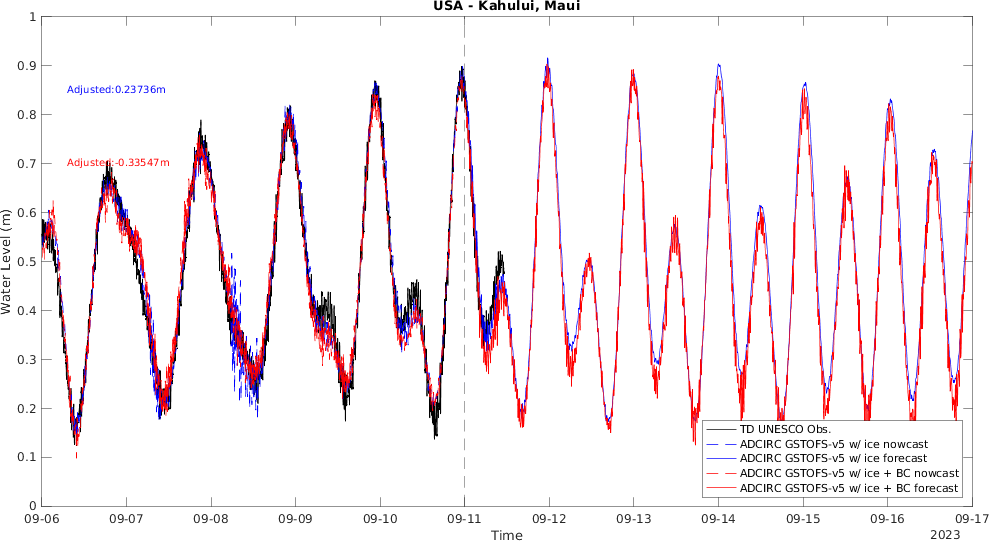 USA - Kahului, Maui
1
0.9
Adjusted:0.23736m
0.8
0.7
Adjusted:-0.33547m
0.6
Water Level (m)
0.5
0.4
0.3
0.2
0.1
0
TD UNESCO Obs.
ADCIRC GSTOFS-v5 w/ ice nowcast
ADCIRC GSTOFS-v5 w/ ice forecast
ADCIRC GSTOFS-v5 w/ ice + BC nowcast
ADCIRC GSTOFS-v5 w/ ice + BC forecast
09-06 09-07 09-08 09-09 09-10 09-11 09-12 09-13 09-14 09-15 09-16 09-17
Time
2023